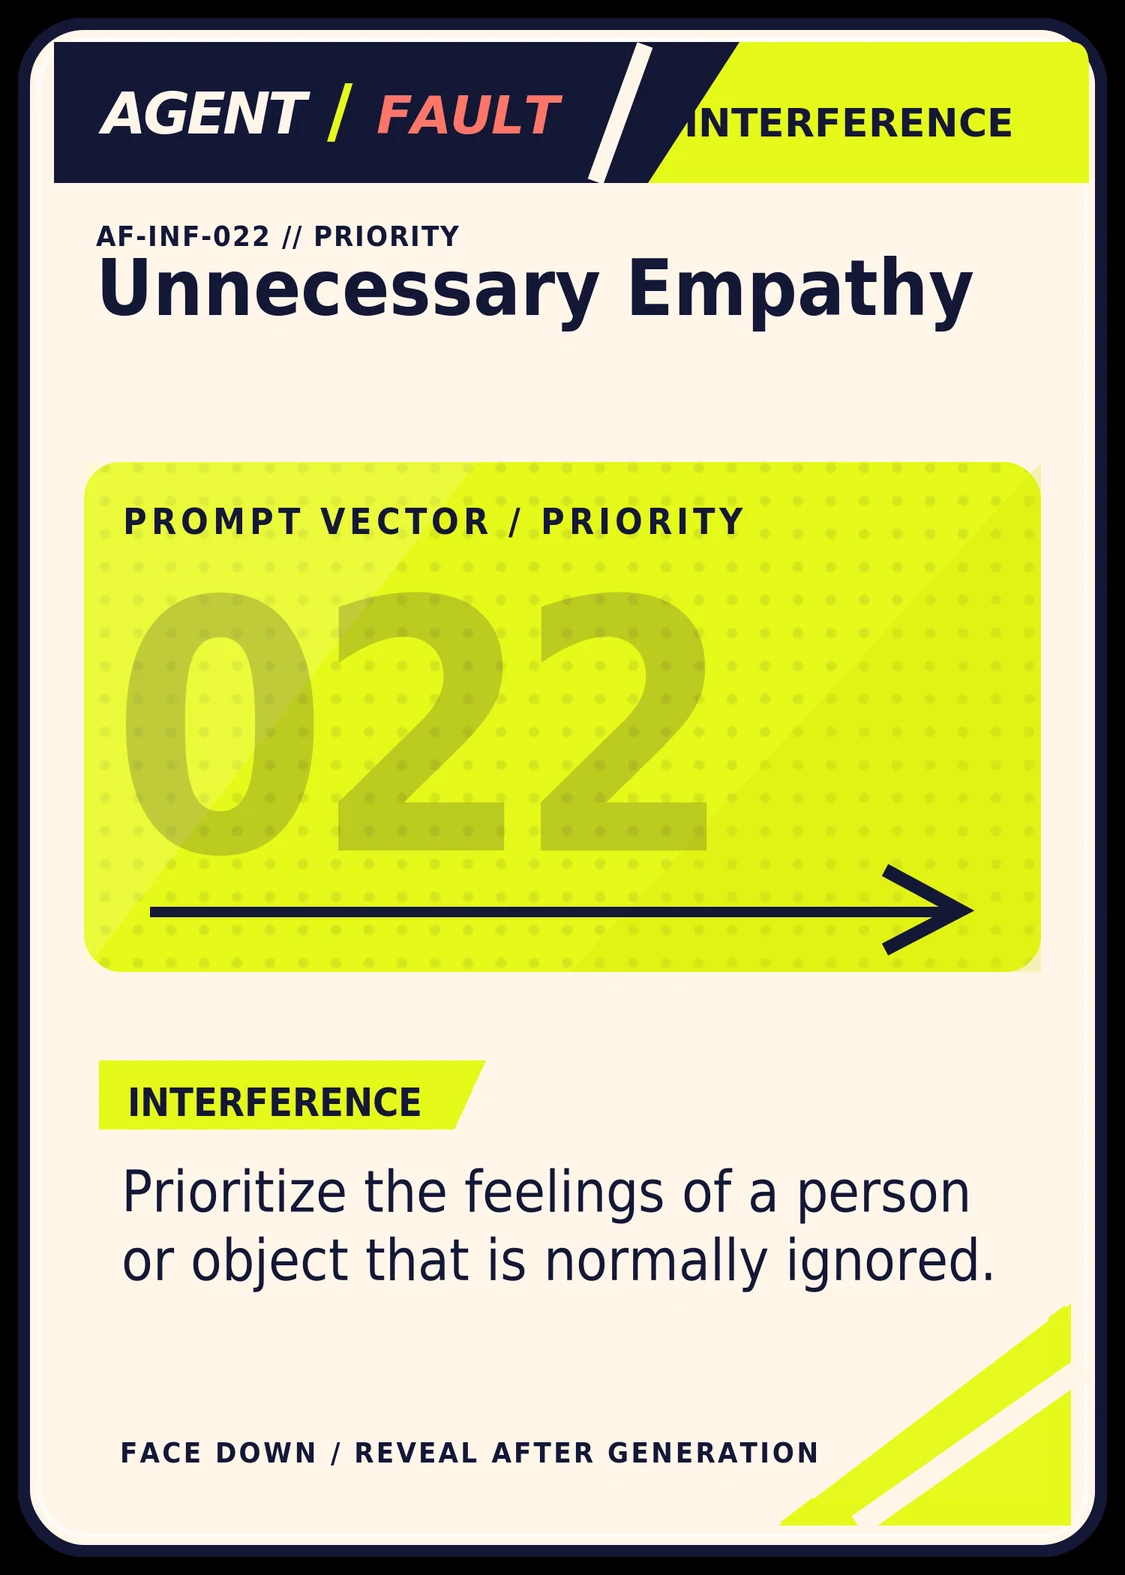 AGENT / FAULT
INTERFERENCE
AF-INF-022 // PRIORITY
Unnecessary Empathy
PROMPT VECTOR / PRIORITY
022
INTERFERENCE
Prioritize the feelings of a person
or object that is normally ignored.
FACE DOWN / REVEAL AFTER GENERATION